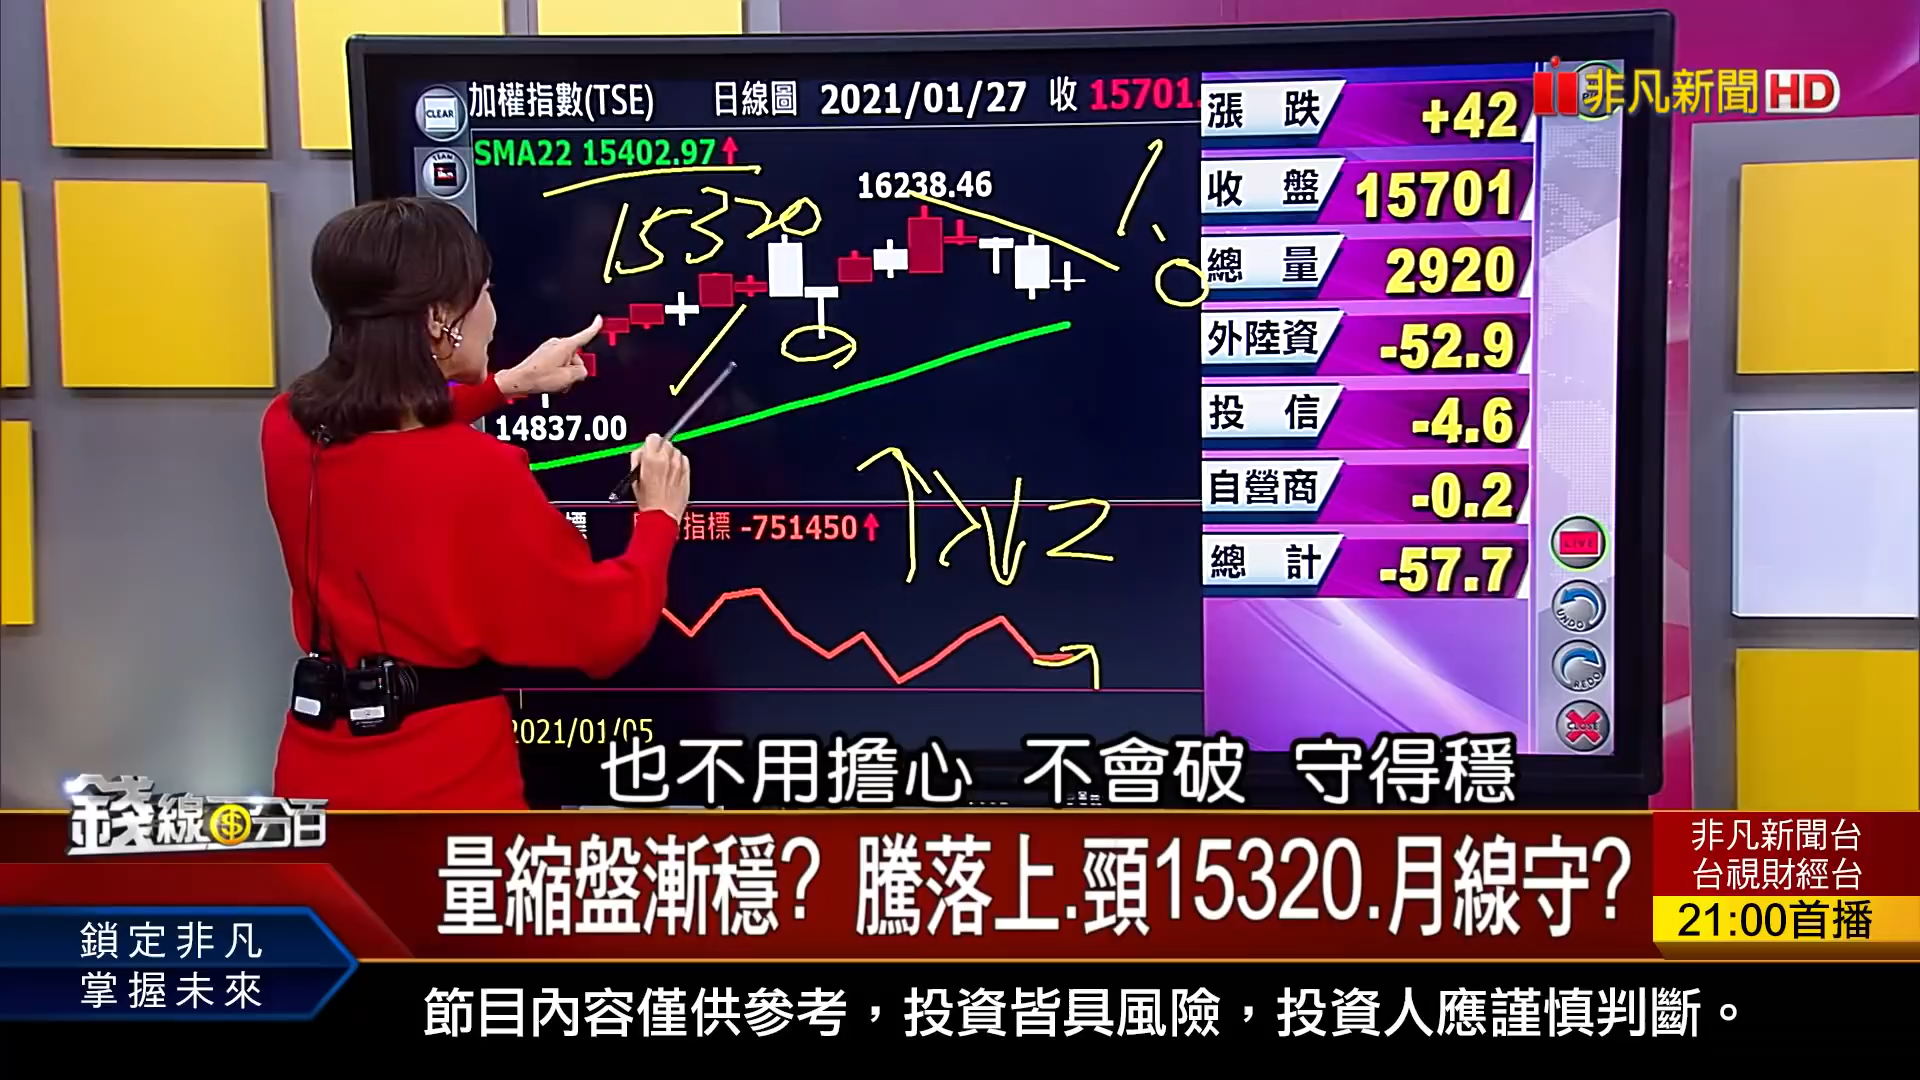 加權指數(TSE) 日線圖 2021/01/27 收 15701.
CLEAR
SMA22 15402.97
16238.46
15320
14837.00
指標 -751450
2021/01/05
漲跌 +42
收盤 15701
總量 2920
外陸資 -52.9
投信 -4.6
自營商 -0.2
總計 -57.7
非凡新聞HD
LIVE
UNDO
REDO
CLOSE
也不用擔心 不會破 守得穩
錢線百分百
量縮盤漸穩? 騰落上.頸15320.月線守?
非凡新聞台
台視財經台
21:00首播
鎖定非凡
掌握未來
節目內容僅供參考，投資皆具風險，投資人應謹慎判斷。